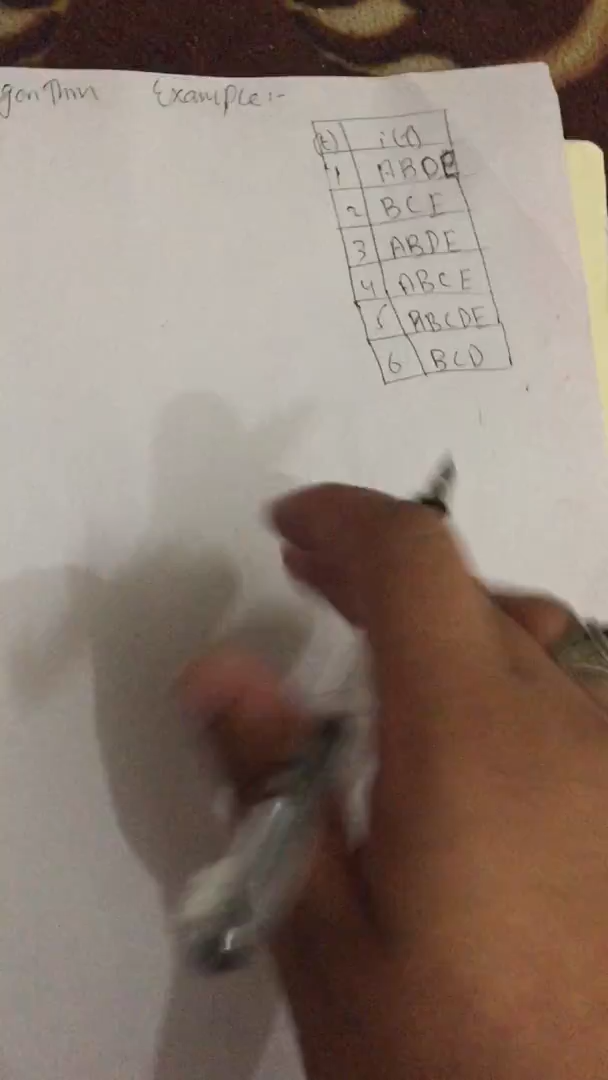 gorithm Example:-
(t) i(t)
1 ABDE
2 BCE
3 ABDE
4 ABCE
5 ABCDE
6 BCD